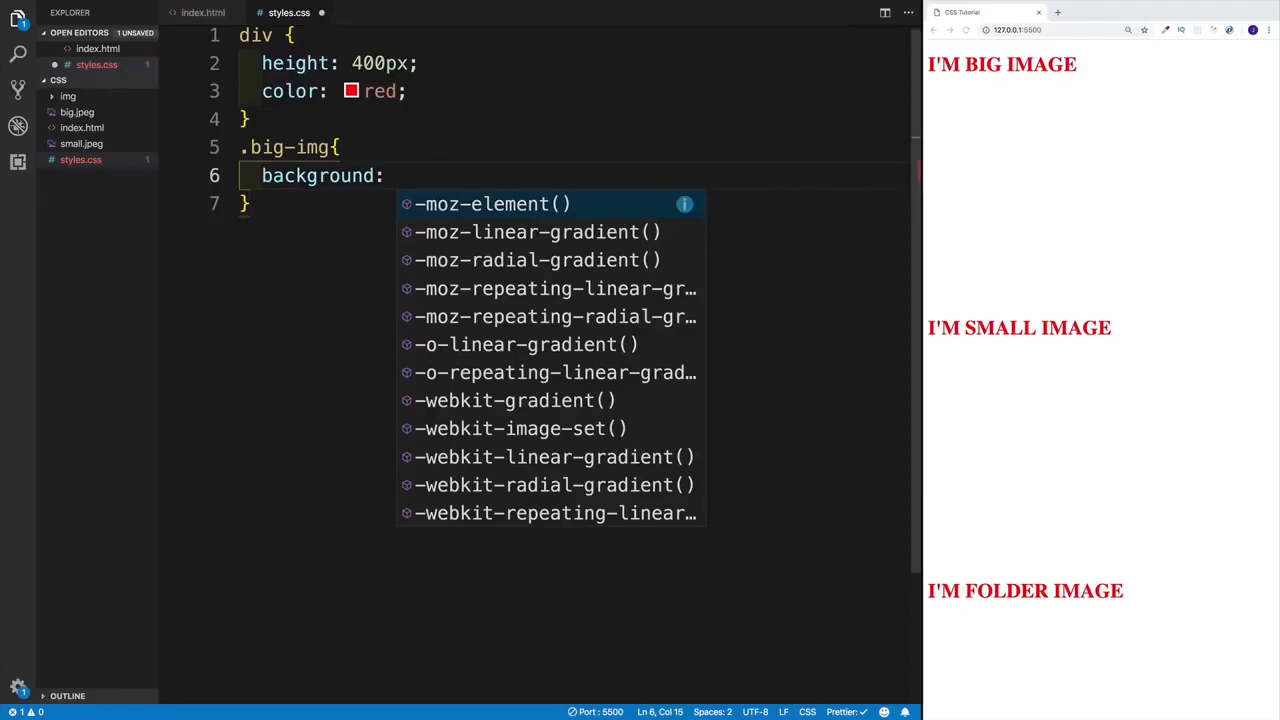 EXPLORER
OPEN EDITORS 1 UNSAVED
index.html
styles.css 1
CSS
img
big.jpeg
index.html
small.jpeg
styles.css 1
OUTLINE
index.html
styles.css
1 div {
2 height: 400px;
3 color: red;
4 }
5 .big-img{
6 background:
7 }
-moz-element()
-moz-linear-gradient()
-moz-radial-gradient()
-moz-repeating-linear-gr…
-moz-repeating-radial-gr…
-o-linear-gradient()
-o-repeating-linear-grad…
-webkit-gradient()
-webkit-image-set()
-webkit-linear-gradient()
-webkit-radial-gradient()
-webkit-repeating-linear…
1 0 Port : 5500 Ln 6, Col 15 Spaces: 2 UTF-8 LF CSS Prettier: ✓
CSS Tutorial
127.0.0.1:5500
I'M BIG IMAGE
I'M SMALL IMAGE
I'M FOLDER IMAGE